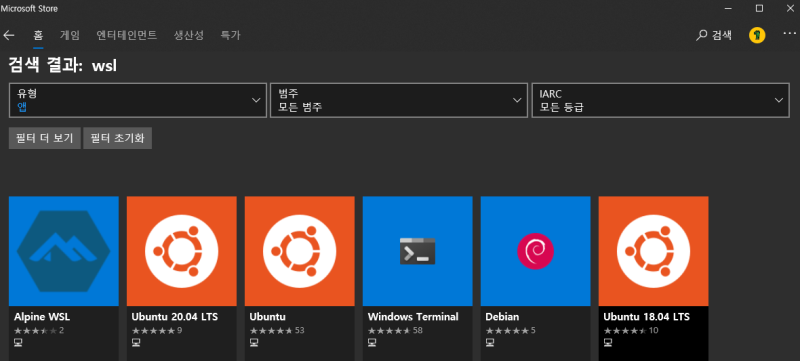 Microsoft Store
홈 게임 엔터테인먼트 생산성 특가 검색
검색 결과: wsl
유형 범주 IARC
앱 모든 범주 모든 등급
필터 더 보기 필터 초기화
Alpine WSL Ubuntu 20.04 LTS Ubuntu Windows Terminal Debian Ubuntu 18.04 LTS
2 9 53 58 5 10